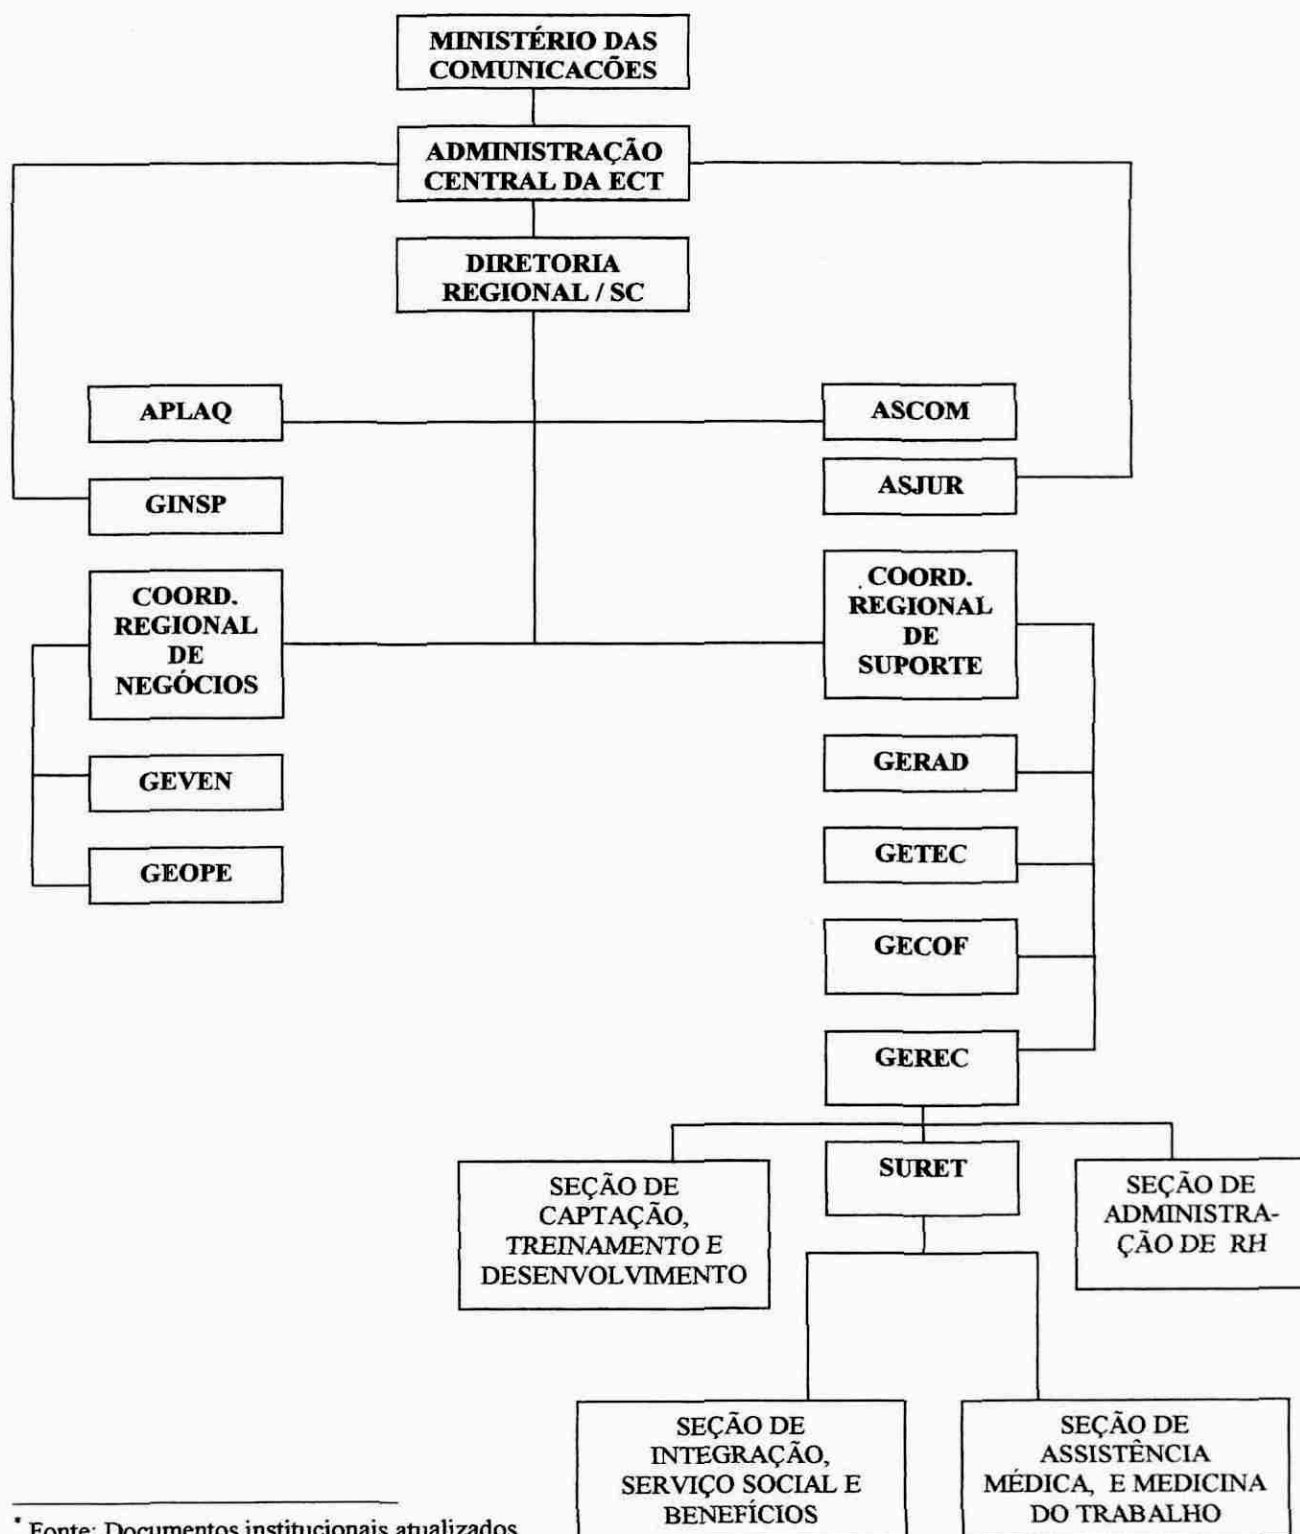 MINISTÉRIO DAS
COMUNICACÕES
ADMINISTRAÇÃO
CENTRAL DA ECT
DIRETORIA
REGIONAL / SC
APLAQ
ASCOM
GINSP
ASJUR
COORD.
REGIONAL
DE
NEGÓCIOS
COORD.
REGIONAL
DE
SUPORTE
GEVEN
GERAD
GEOPE
GETEC
GECOF
GEREC
SURET
SEÇÃO DE
CAPTAÇÃO,
TREINAMENTO E
DESENVOLVIMENTO
SEÇÃO DE
ADMINISTRA-
ÇÃO DE RH
SEÇÃO DE
INTEGRAÇÃO,
SERVIÇO SOCIAL E
BENEFÍCIOS
SEÇÃO DE
ASSISTÊNCIA
MÉDICA, E MEDICINA
DO TRABALHO
* Fonte: Documentos institucionais atualizados